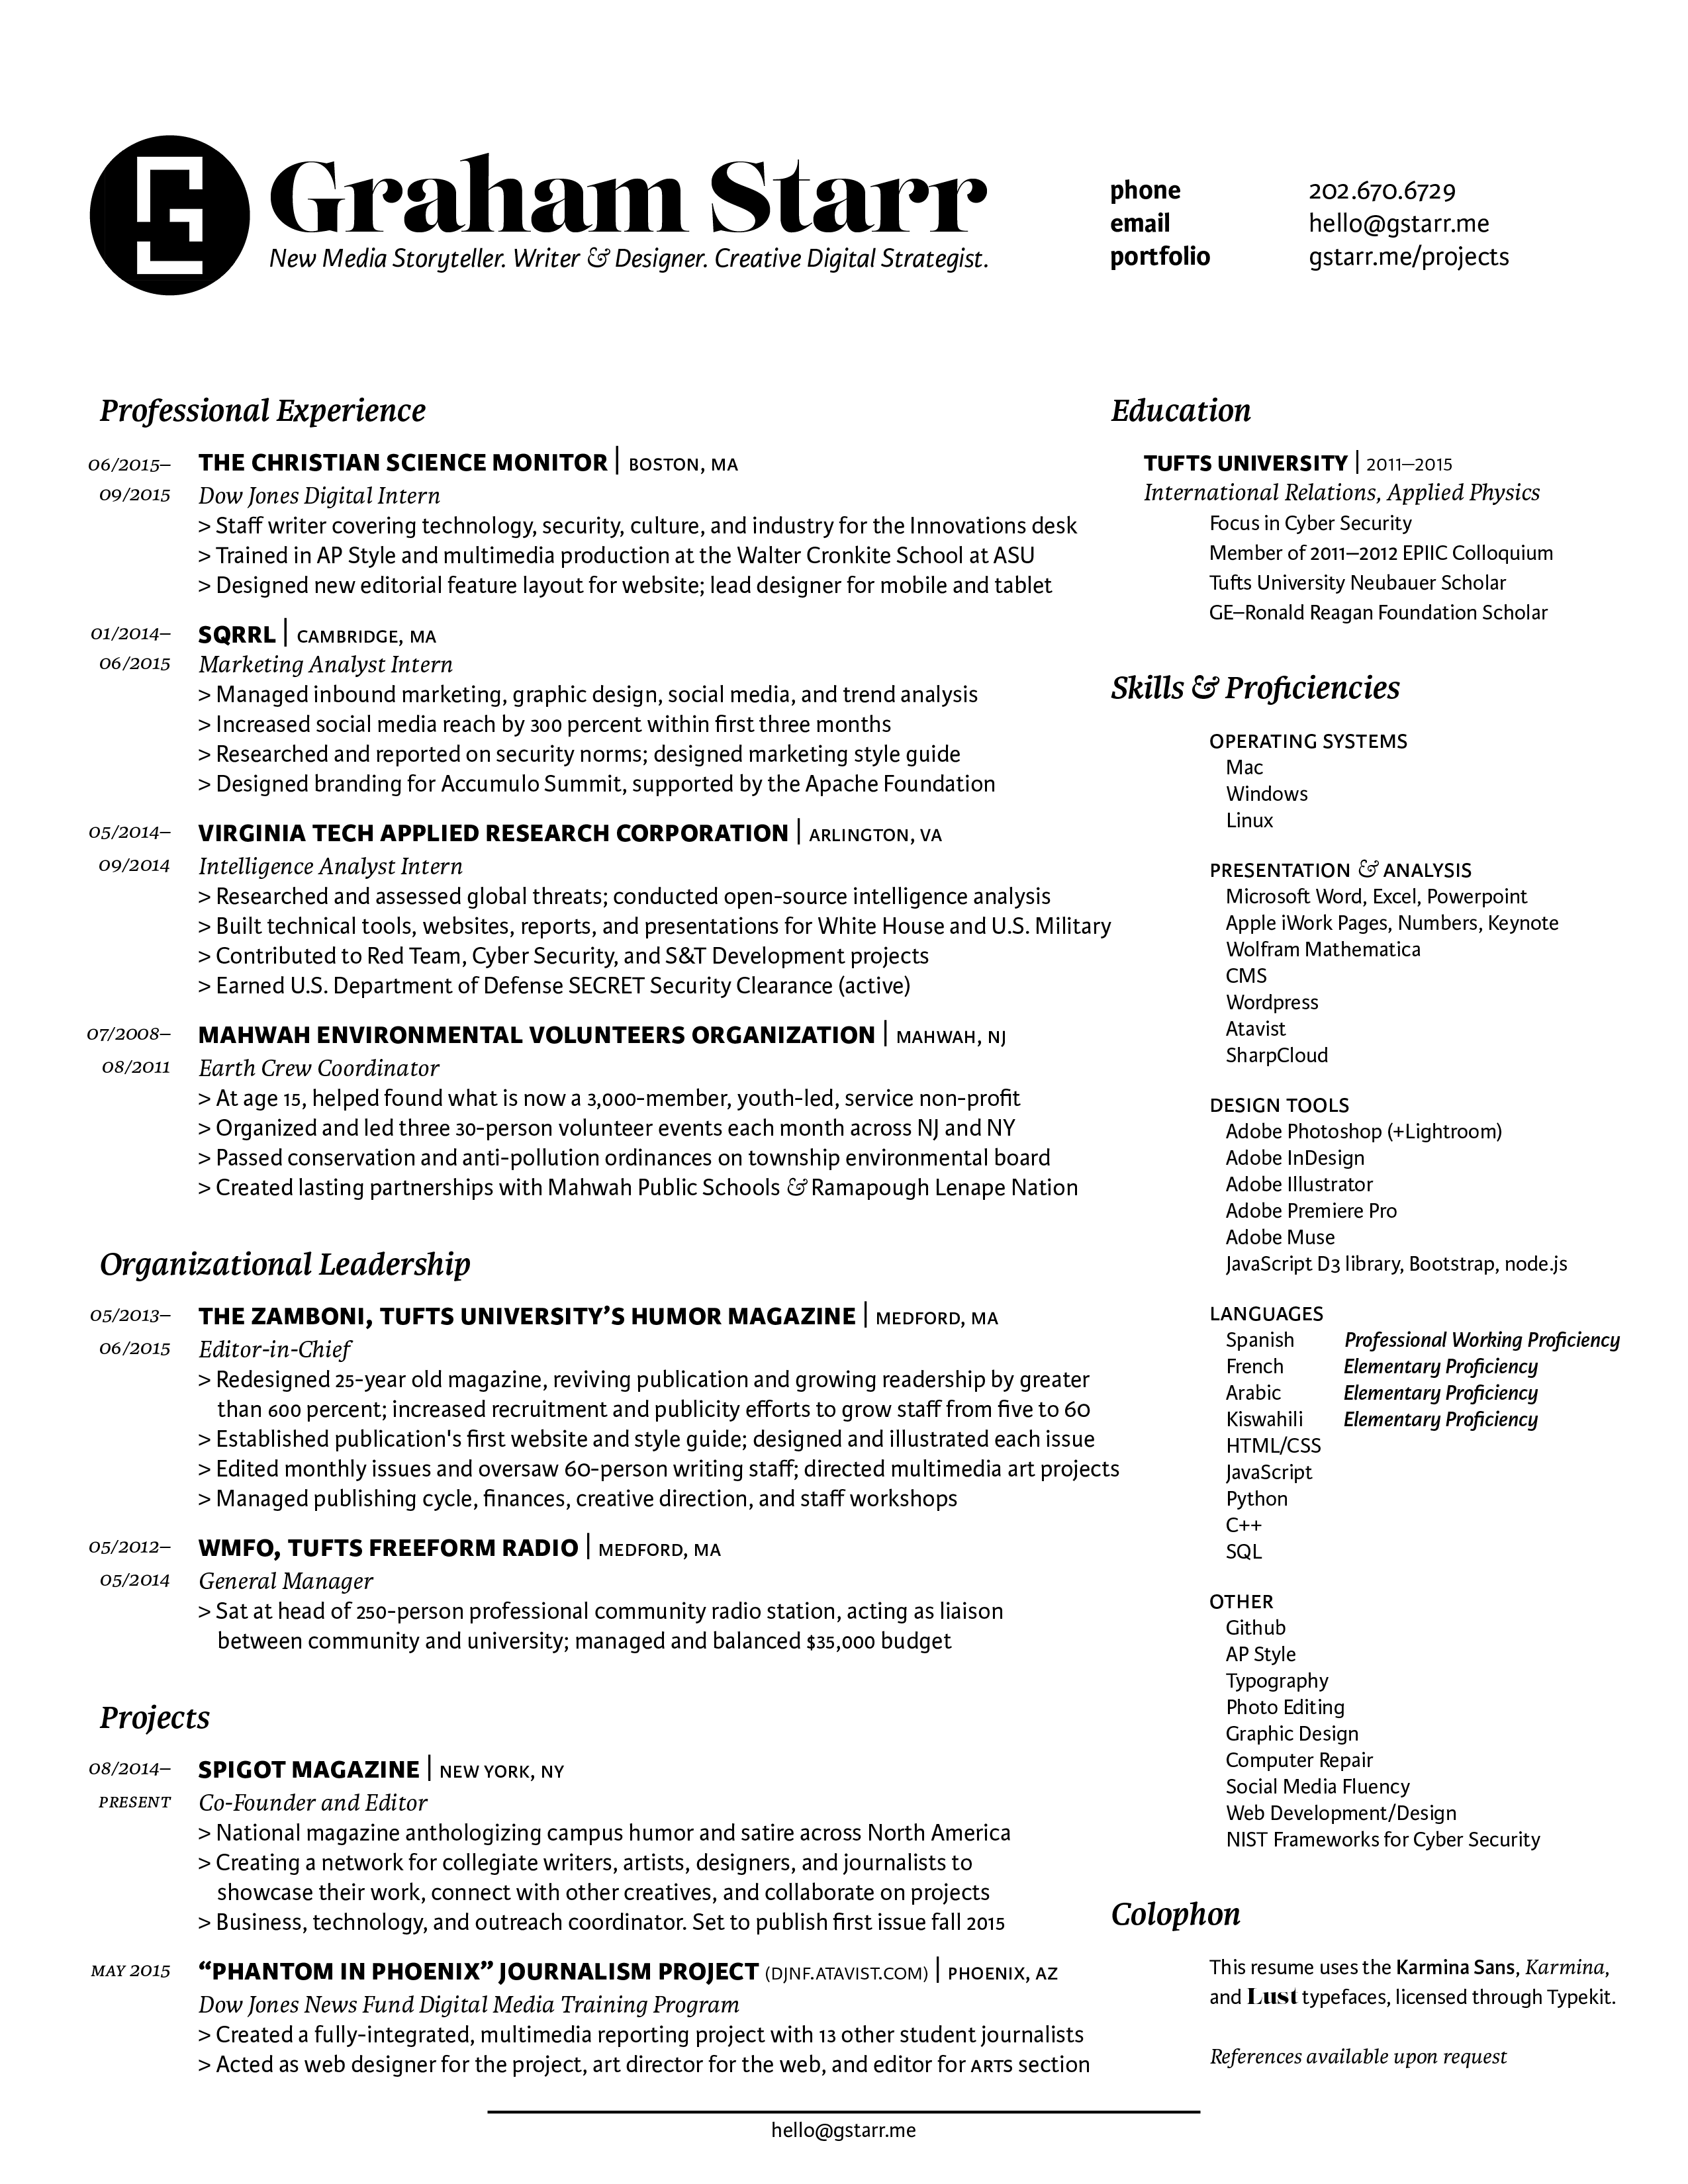 Graham Starr
New Media Storyteller. Writer & Designer. Creative Digital Strategist.
phone 202.670.6729
email hello@gstarr.me
portfolio gstarr.me/projects
Professional Experience
06/2015– THE CHRISTIAN SCIENCE MONITOR | BOSTON, MA
09/2015 Dow Jones Digital Intern
> Staff writer covering technology, security, culture, and industry for the Innovations desk
> Trained in AP Style and multimedia production at the Walter Cronkite School at ASU
> Designed new editorial feature layout for website; lead designer for mobile and tablet
01/2014– SQRRL | CAMBRIDGE, MA
06/2015 Marketing Analyst Intern
> Managed inbound marketing, graphic design, social media, and trend analysis
> Increased social media reach by 300 percent within first three months
> Researched and reported on security norms; designed marketing style guide
> Designed branding for Accumulo Summit, supported by the Apache Foundation
05/2014– VIRGINIA TECH APPLIED RESEARCH CORPORATION | ARLINGTON, VA
09/2014 Intelligence Analyst Intern
> Researched and assessed global threats; conducted open-source intelligence analysis
> Built technical tools, websites, reports, and presentations for White House and U.S. Military
> Contributed to Red Team, Cyber Security, and S&T Development projects
> Earned U.S. Department of Defense SECRET Security Clearance (active)
07/2008– MAHWAH ENVIRONMENTAL VOLUNTEERS ORGANIZATION | MAHWAH, NJ
08/2011 Earth Crew Coordinator
> At age 15, helped found what is now a 3,000-member, youth-led, service non-profit
> Organized and led three 30-person volunteer events each month across NJ and NY
> Passed conservation and anti-pollution ordinances on township environmental board
> Created lasting partnerships with Mahwah Public Schools & Ramapough Lenape Nation
Organizational Leadership
05/2013– THE ZAMBONI, TUFTS UNIVERSITY’S HUMOR MAGAZINE | MEDFORD, MA
06/2015 Editor-in-Chief
> Redesigned 25-year old magazine, reviving publication and growing readership by greater
than 600 percent; increased recruitment and publicity efforts to grow staff from five to 60
> Established publication's first website and style guide; designed and illustrated each issue
> Edited monthly issues and oversaw 60-person writing staff; directed multimedia art projects
> Managed publishing cycle, finances, creative direction, and staff workshops
05/2012– WMFO, TUFTS FREEFORM RADIO | MEDFORD, MA
05/2014 General Manager
> Sat at head of 250-person professional community radio station, acting as liaison
between community and university; managed and balanced $35,000 budget
Projects
08/2014– SPIGOT MAGAZINE | NEW YORK, NY
PRESENT Co-Founder and Editor
> National magazine anthologizing campus humor and satire across North America
> Creating a network for collegiate writers, artists, designers, and journalists to
showcase their work, connect with other creatives, and collaborate on projects
> Business, technology, and outreach coordinator. Set to publish first issue fall 2015
MAY 2015 “PHANTOM IN PHOENIX” JOURNALISM PROJECT (DJNF.ATAVIST.COM) | PHOENIX, AZ
Dow Jones News Fund Digital Media Training Program
> Created a fully-integrated, multimedia reporting project with 13 other student journalists
> Acted as web designer for the project, art director for the web, and editor for ARTS section
Education
TUFTS UNIVERSITY | 2011–2015
International Relations, Applied Physics
Focus in Cyber Security
Member of 2011–2012 EPIIC Colloquium
Tufts University Neubauer Scholar
GE–Ronald Reagan Foundation Scholar
Skills & Proficiencies
OPERATING SYSTEMS
Mac
Windows
Linux
PRESENTATION & ANALYSIS
Microsoft Word, Excel, Powerpoint
Apple iWork Pages, Numbers, Keynote
Wolfram Mathematica
CMS
Wordpress
Atavist
SharpCloud
DESIGN TOOLS
Adobe Photoshop (+Lightroom)
Adobe InDesign
Adobe Illustrator
Adobe Premiere Pro
Adobe Muse
JavaScript D3 library, Bootstrap, node.js
LANGUAGES
Spanish Professional Working Proficiency
French Elementary Proficiency
Arabic Elementary Proficiency
Kiswahili Elementary Proficiency
HTML/CSS
JavaScript
Python
C++
SQL
OTHER
Github
AP Style
Typography
Photo Editing
Graphic Design
Computer Repair
Social Media Fluency
Web Development/Design
NIST Frameworks for Cyber Security
Colophon
This resume uses the Karmina Sans, Karmina,
and Lust typefaces, licensed through Typekit.
References available upon request
hello@gstarr.me